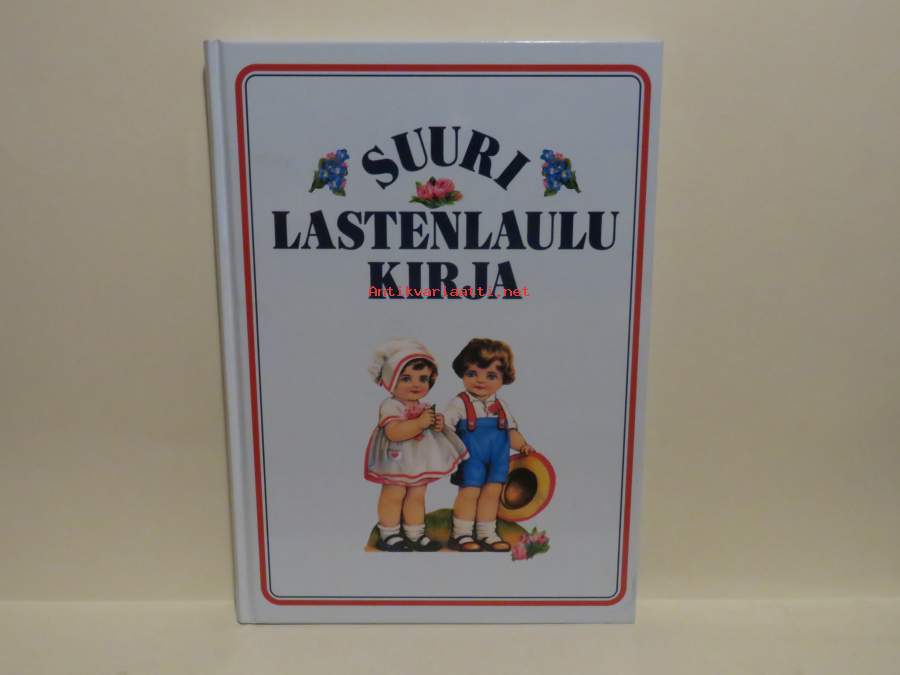 SUURI
LASTENLAULU
KIRJA
Antikvariaatti.net